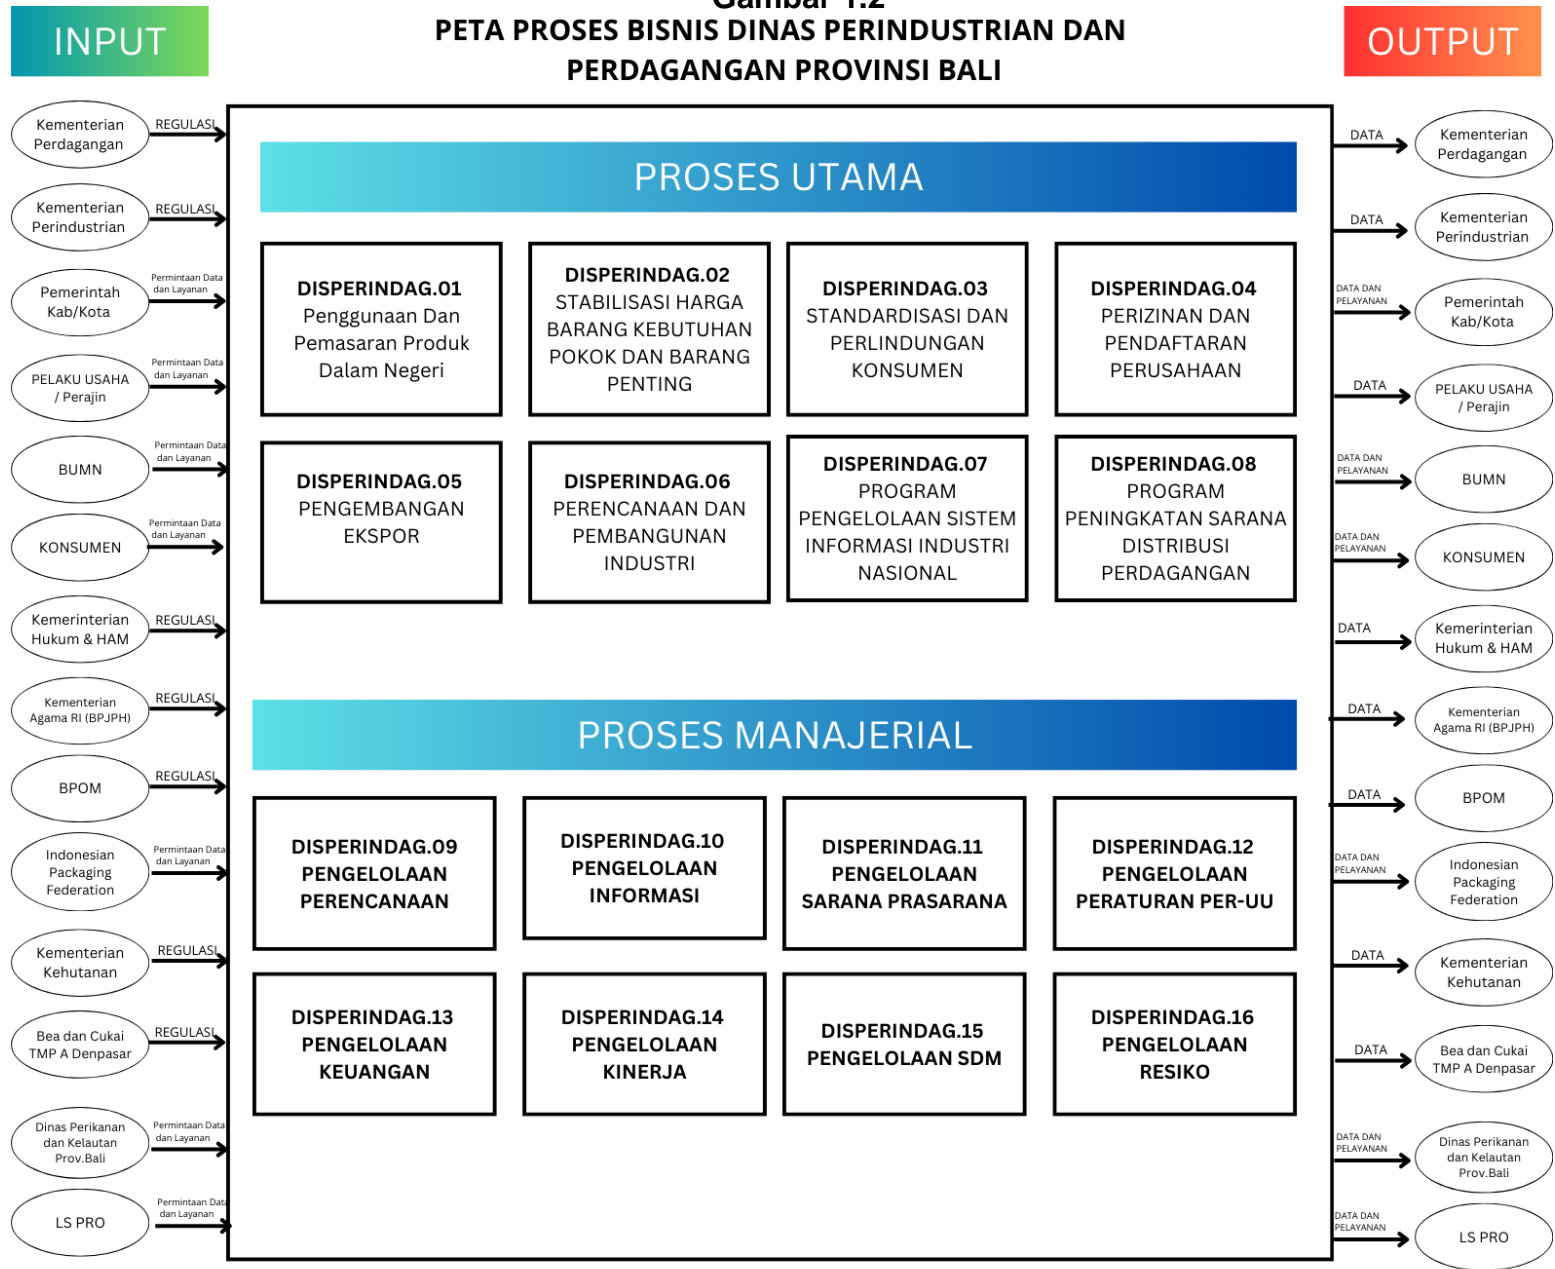 Gambar 1.2
PETA PROSES BISNIS DINAS PERINDUSTRIAN DAN
PERDAGANGAN PROVINSI BALI
INPUT
Kementerian
Perdagangan
REGULASI
Kementerian
Perindustrian
REGULASI
Pemerintah
Kab/Kota
Permintaan Data
dan Layanan
PELAKU USAHA
/ Perajin
Permintaan Data
dan Layanan
BUMN
Permintaan Data
dan Layanan
KONSUMEN
Permintaan Data
dan Layanan
Kemerinterian
Hukum & HAM
REGULASI
Kementerian
Agama RI (BPJPH)
REGULASI
BPOM
REGULASI
Indonesian
Packaging
Federation
Permintaan Data
dan Layanan
Kementerian
Kehutanan
REGULASI
Bea dan Cukai
TMP A Denpasar
REGULASI
Dinas Perikanan
dan Kelautan
Prov.Bali
Permintaan Data
dan Layanan
LS PRO
Permintaan Data
dan Layanan
PROSES UTAMA
DISPERINDAG.01
Penggunaan Dan
Pemasaran Produk
Dalam Negeri
DISPERINDAG.02
STABILISASI HARGA
BARANG KEBUTUHAN
POKOK DAN BARANG
PENTING
DISPERINDAG.03
STANDARDISASI DAN
PERLINDUNGAN
KONSUMEN
DISPERINDAG.04
PERIZINAN DAN
PENDAFTARAN
PERUSAHAAN
DISPERINDAG.05
PENGEMBANGAN
EKSPOR
DISPERINDAG.06
PERENCANAAN DAN
PEMBANGUNAN
INDUSTRI
DISPERINDAG.07
PROGRAM
PENGELOLAAN SISTEM
INFORMASI INDUSTRI
NASIONAL
DISPERINDAG.08
PROGRAM
PENINGKATAN SARANA
DISTRIBUSI
PERDAGANGAN
PROSES MANAJERIAL
DISPERINDAG.09
PENGELOLAAN
PERENCANAAN
DISPERINDAG.10
PENGELOLAAN
INFORMASI
DISPERINDAG.11
PENGELOLAAN
SARANA PRASARANA
DISPERINDAG.12
PENGELOLAAN
PERATURAN PER-UU
DISPERINDAG.13
PENGELOLAAN
KEUANGAN
DISPERINDAG.14
PENGELOLAAN
KINERJA
DISPERINDAG.15
PENGELOLAAN SDM
DISPERINDAG.16
PENGELOLAAN
RESIKO
OUTPUT
DATA
Kementerian
Perdagangan
DATA
Kementerian
Perindustrian
DATA DAN
PELAYANAN
Pemerintah
Kab/Kota
DATA
PELAKU USAHA
/ Perajin
DATA DAN
PELAYANAN
BUMN
DATA DAN
PELAYANAN
KONSUMEN
DATA
Kemerinterian
Hukum & HAM
DATA
Kementerian
Agama RI (BPJPH)
DATA
BPOM
DATA DAN
PELAYANAN
Indonesian
Packaging
Federation
DATA
Kementerian
Kehutanan
DATA
Bea dan Cukai
TMP A Denpasar
DATA DAN
PELAYANAN
Dinas Perikanan
dan Kelautan
Prov.Bali
DATA DAN
PELAYANAN
LS PRO